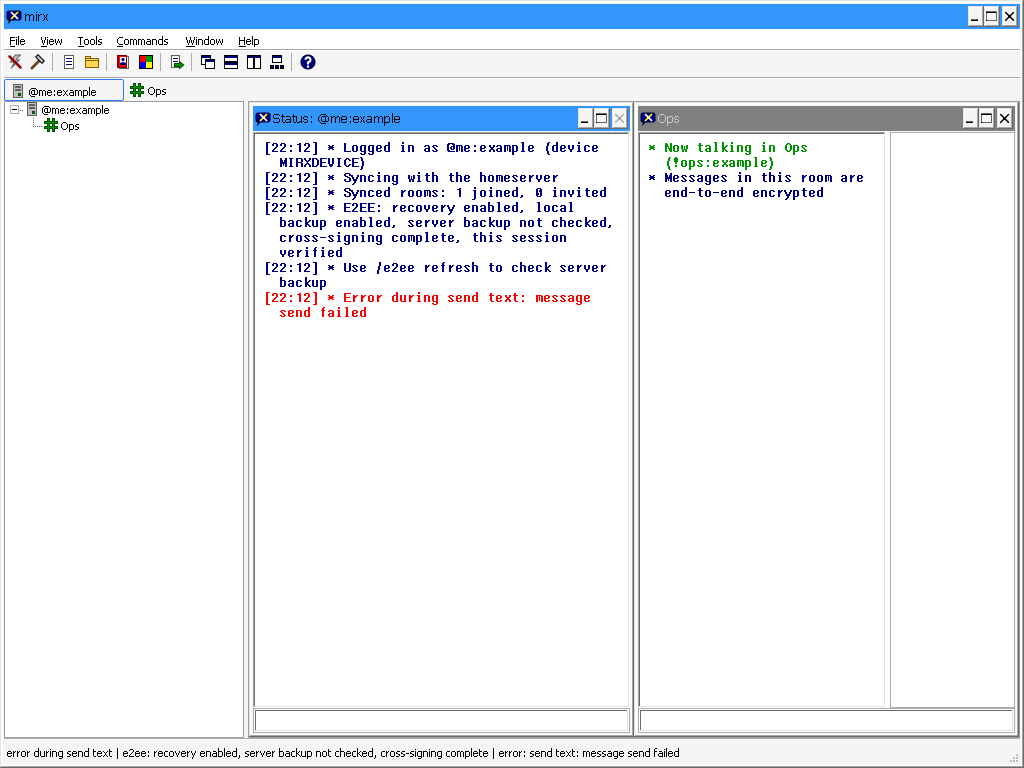 mirx
File View Tools Commands Window Help
@me:example
Ops
@me:example
Ops
Status: @me:example
[22:12] * Logged in as @me:example (device
MIRXDEVICE)
[22:12] * Syncing with the homeserver
[22:12] * Synced rooms: 1 joined, 0 invited
[22:12] * E2EE: recovery enabled, local
backup enabled, server backup not checked,
cross-signing complete, this session
verified
[22:12] * Use /e2ee refresh to check server
backup
[22:12] * Error during send text: message
send failed
Ops
* Now talking in Ops
(!ops:example)
* Messages in this room are
end-to-end encrypted
error during send text | e2ee: recovery enabled, server backup not checked, cross-signing complete | error: send text: message send failed